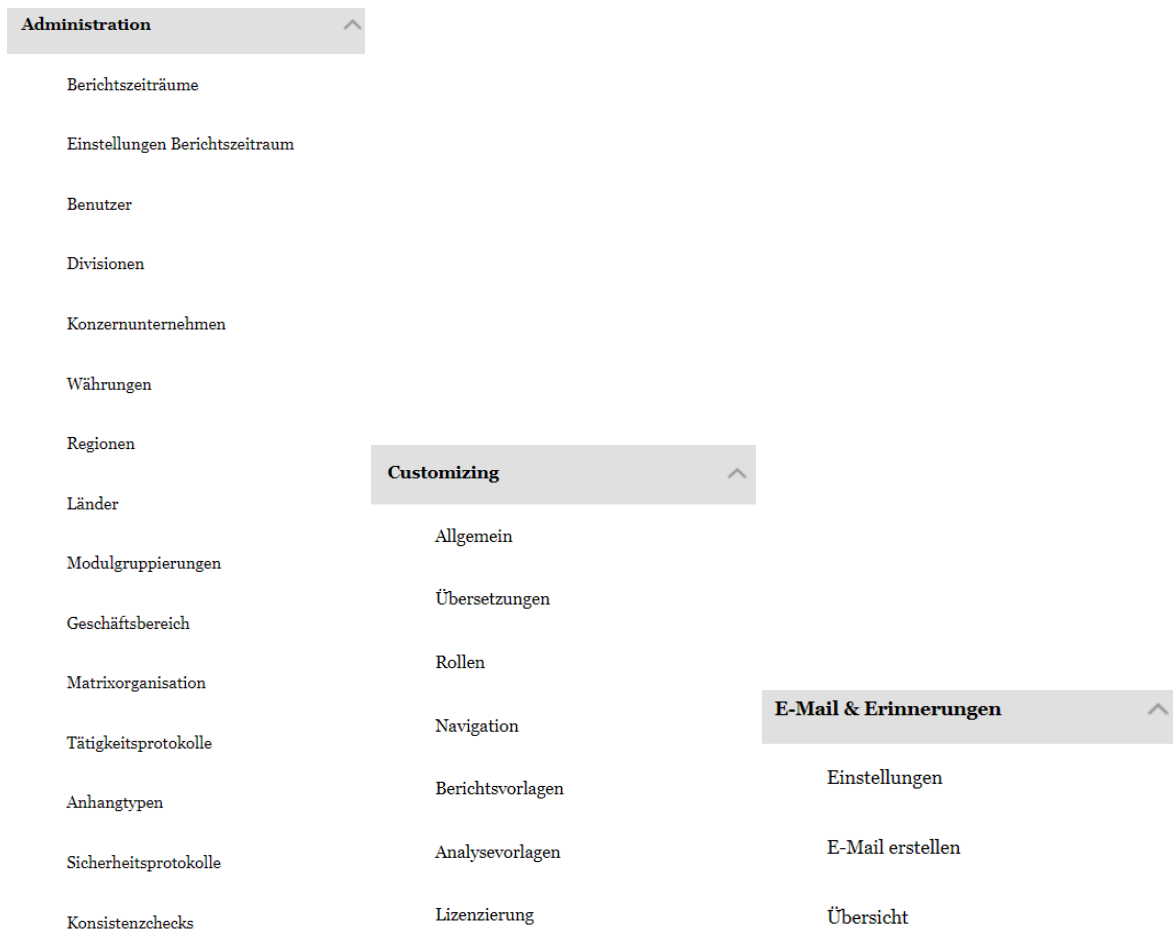 Administration
Berichtszeiträume
Einstellungen Berichtszeitraum
Benutzer
Divisionen
Konzernunternehmen
Währungen
Regionen
Länder
Modulgruppierungen
Geschäftsbereich
Matrixorganisation
Tätigkeitsprotokolle
Anhangtypen
Sicherheitsprotokolle
Konsistenzchecks
Customizing
Allgemein
Übersetzungen
Rollen
Navigation
Berichtsvorlagen
Analysevorlagen
Lizenzierung
E-Mail & Erinnerungen
Einstellungen
E-Mail erstellen
Übersicht